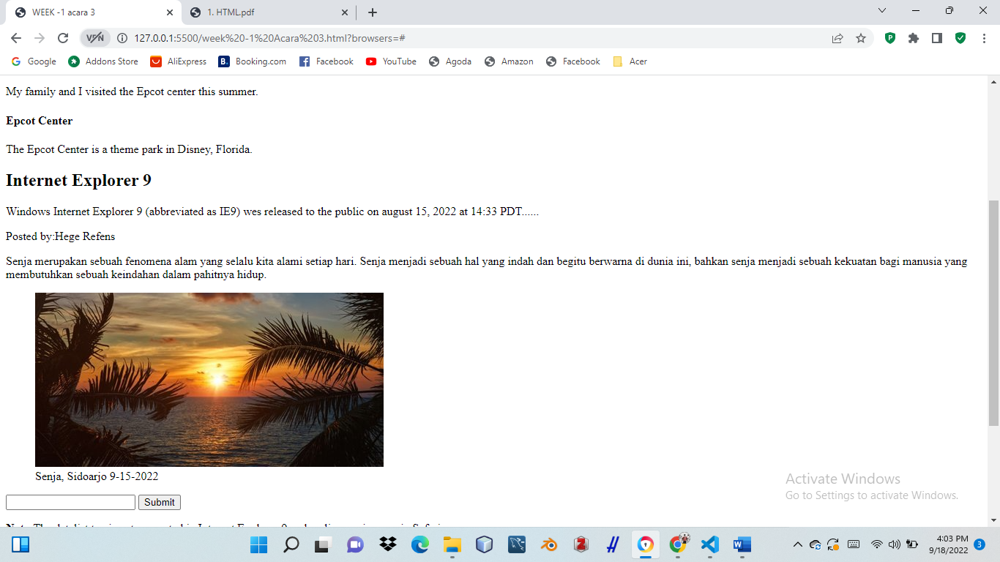 WEEK -1 acara 3
1. HTML.pdf
VPN
127.0.0.1:5500/week%20-1%20Acara%203.html?browsers=#
Google Addons Store AliExpress Booking.com Facebook YouTube Agoda Amazon Facebook Acer
My family and I visited the Epcot center this summer.
Epcot Center
The Epcot Center is a theme park in Disney, Florida.
Internet Explorer 9
Windows Internet Explorer 9 (abbreviated as IE9) wes released to the public on august 15, 2022 at 14:33 PDT......
Posted by:Hege Refens
Senja merupakan sebuah fenomena alam yang selalu kita alami setiap hari. Senja menjadi sebuah hal yang indah dan begitu berwarna di dunia ini, bahkan senja menjadi sebuah kekuatan bagi manusia yang
membutuhkan sebuah keindahan dalam pahitnya hidup.
Senja, Sidoarjo 9-15-2022
Submit
Activate Windows
Go to Settings to activate Windows.
4:03 PM
9/18/2022
3